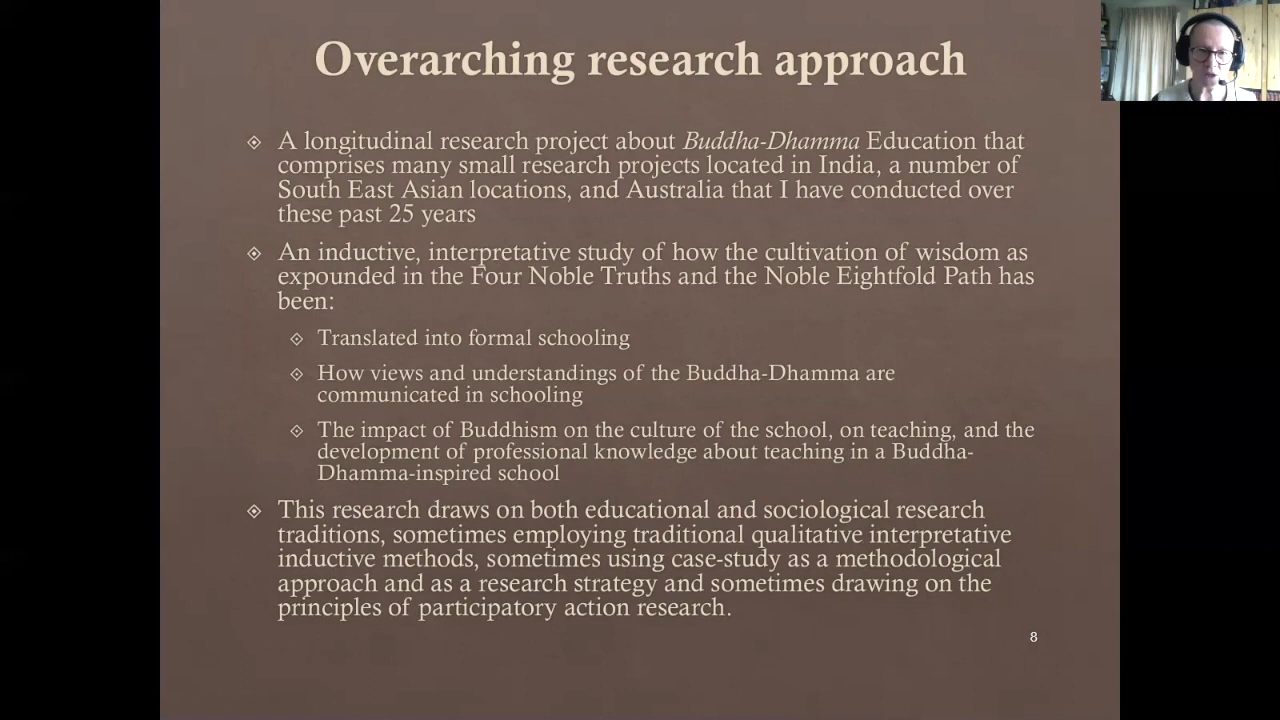 Overarching research approach
A longitudinal research project about Buddha-Dhamma Education that
comprises many small research projects located in India, a number of
South East Asian locations, and Australia that I have conducted over
these past 25 years
An inductive, interpretative study of how the cultivation of wisdom as
expounded in the Four Noble Truths and the Noble Eightfold Path has
been:
Translated into formal schooling
How views and understandings of the Buddha-Dhamma are
communicated in schooling
The impact of Buddhism on the culture of the school, on teaching, and the
development of professional knowledge about teaching in a Buddha-
Dhamma-inspired school
This research draws on both educational and sociological research
traditions, sometimes employing traditional qualitative interpretative
inductive methods, sometimes using case-study as a methodological
approach and as a research strategy and sometimes drawing on the
principles of participatory action research.
8